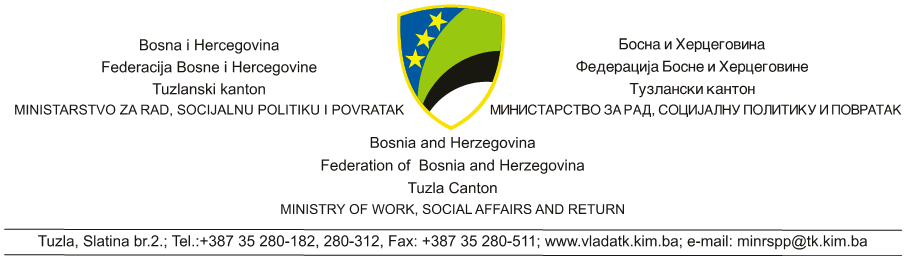 Bosna i Hercegovina
Federacija Bosne i Hercegovine
Tuzlanski kanton
MINISTARSTVO ZA RAD, SOCIJALNU POLITIKU I POVRATAK
Босна и Херцеговина
Федерација Босне и Херцеговине
Тузлански кантон
МИНИСТАРСТВО ЗА РАД, СОЦИЈАЛНУ ПОЛИТИКУ И ПОВРАТАК
Bosnia and Herzegovina
Federation of Bosnia and Herzegovina
Tuzla Canton
MINISTRY OF WORK, SOCIAL AFFAIRS AND RETURN
Tuzla, Slatina br.2.; Tel.:+387 35 280-182, 280-312, Fax: +387 35 280-511; www.vladatk.kim.ba; e-mail: minrspp@tk.kim.ba